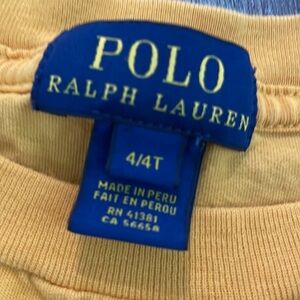 POLO
RALPH LAUREN
4/4T
MADE IN PERU
FAIT EN PEROU
RN 41381
CA 56658